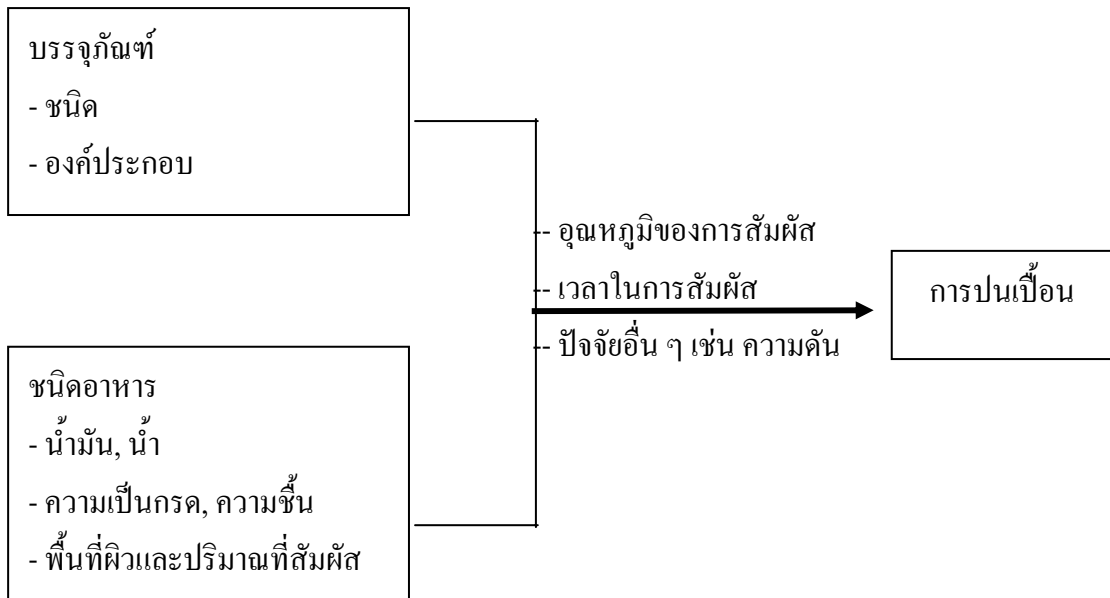 บรรจุภัณฑ์
- ชนิด
- องค์ประกอบ
-- อุณหภูมิของการสัมผัส
-- เวลาในการสัมผัส
-- ปัจจัยอื่น ๆ เช่น ความดัน
การปนเปื้อน
ชนิดอาหาร
- น้ำมัน, น้ำ
- ความเป็นกรด, ความชื้น
- พื้นที่ผิวและปริมาณที่สัมผัส